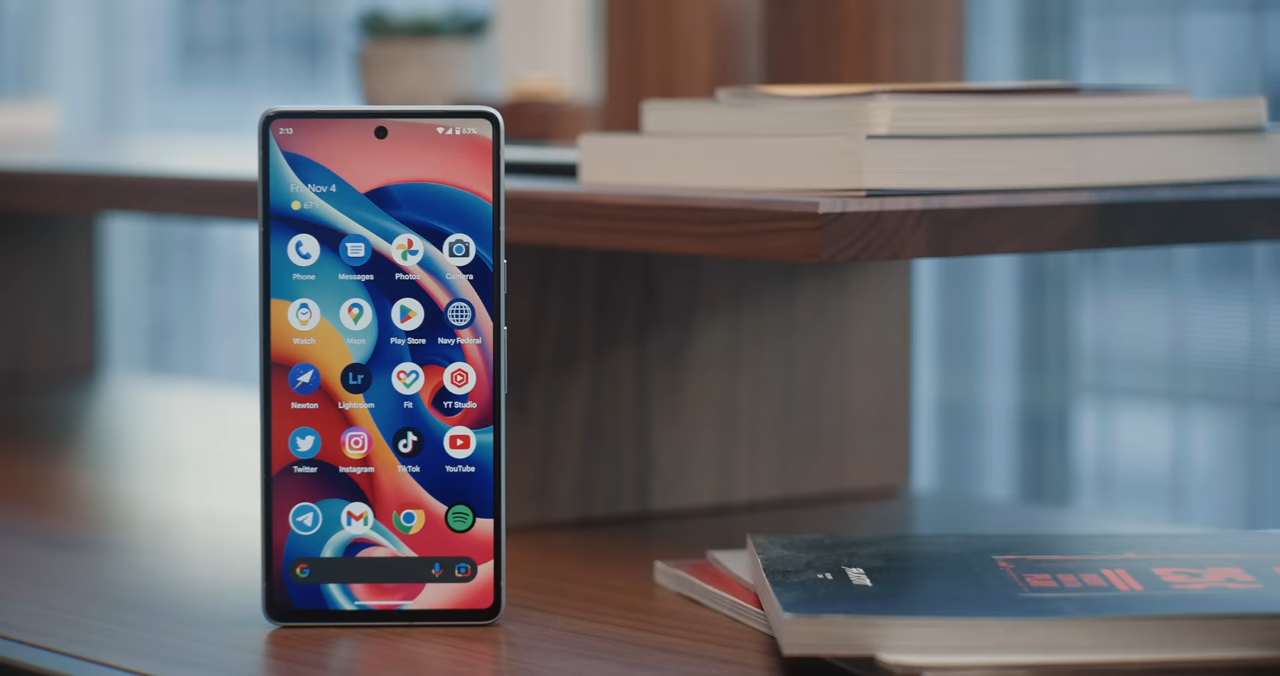 2:13
63%
Fri, Nov 4
67°F
Phone Messages Photos Camera
Watch Maps Play Store Navy Federal
Newton Lightroom Fit YT Studio
Lr
Twitter Instagram TikTok YouTube
G